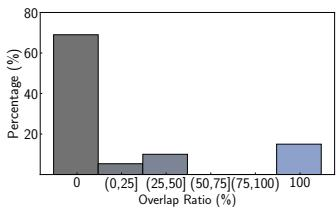 80
60
40
20
Percentage (%)
0 (0,25] (25,50] (50,75] (75,100) 100
Overlap Ratio (%)